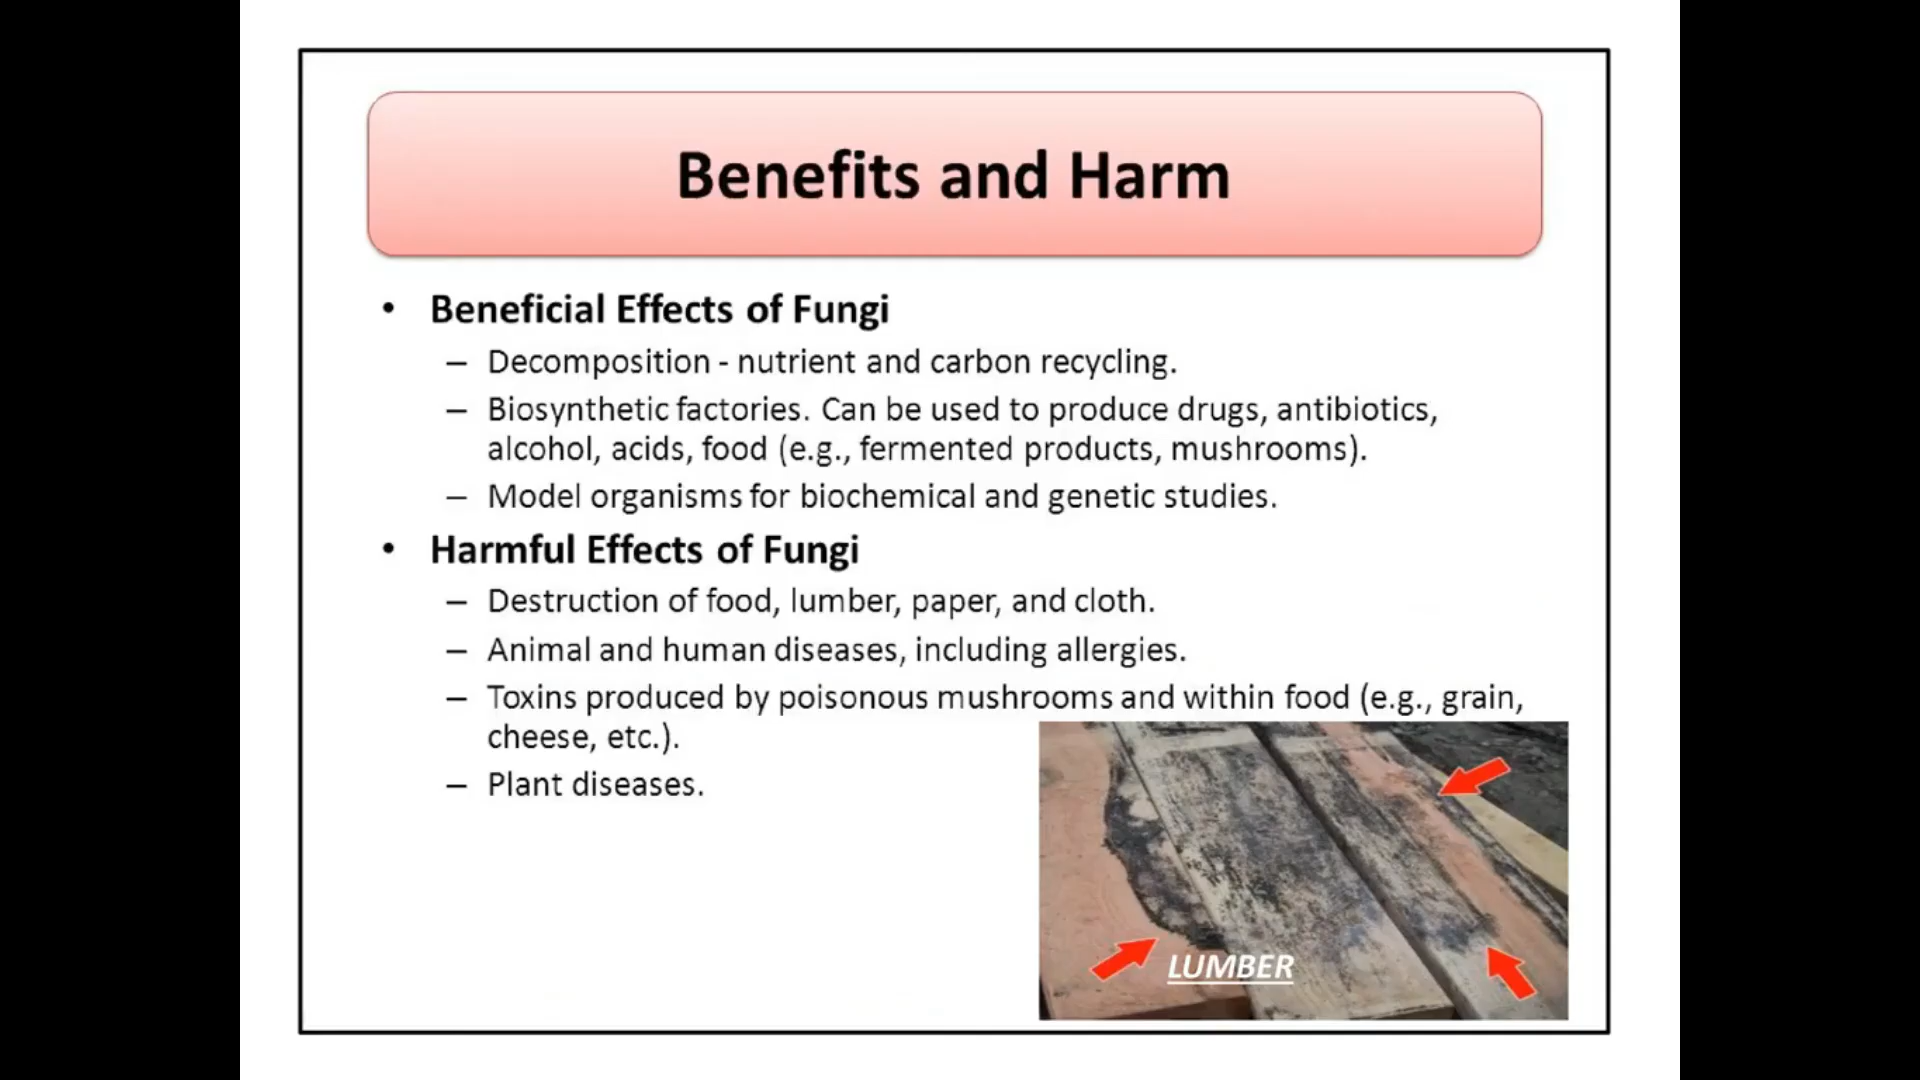 Benefits and Harm
• Beneficial Effects of Fungi
– Decomposition - nutrient and carbon recycling.
– Biosynthetic factories. Can be used to produce drugs, antibiotics,
alcohol, acids, food (e.g., fermented products, mushrooms).
– Model organisms for biochemical and genetic studies.
• Harmful Effects of Fungi
– Destruction of food, lumber, paper, and cloth.
– Animal and human diseases, including allergies.
– Toxins produced by poisonous mushrooms and within food (e.g., grain,
cheese, etc.).
– Plant diseases.
LUMBER